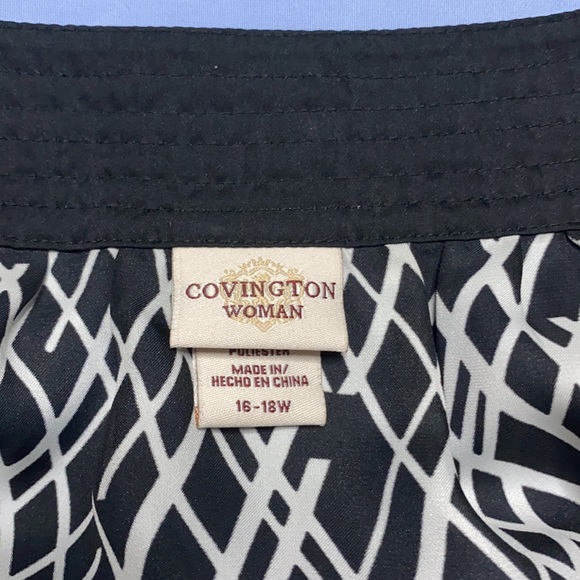 COVINGTON
WOMAN
POLIESTER
MADE IN/
HECHO EN CHINA
16-18W